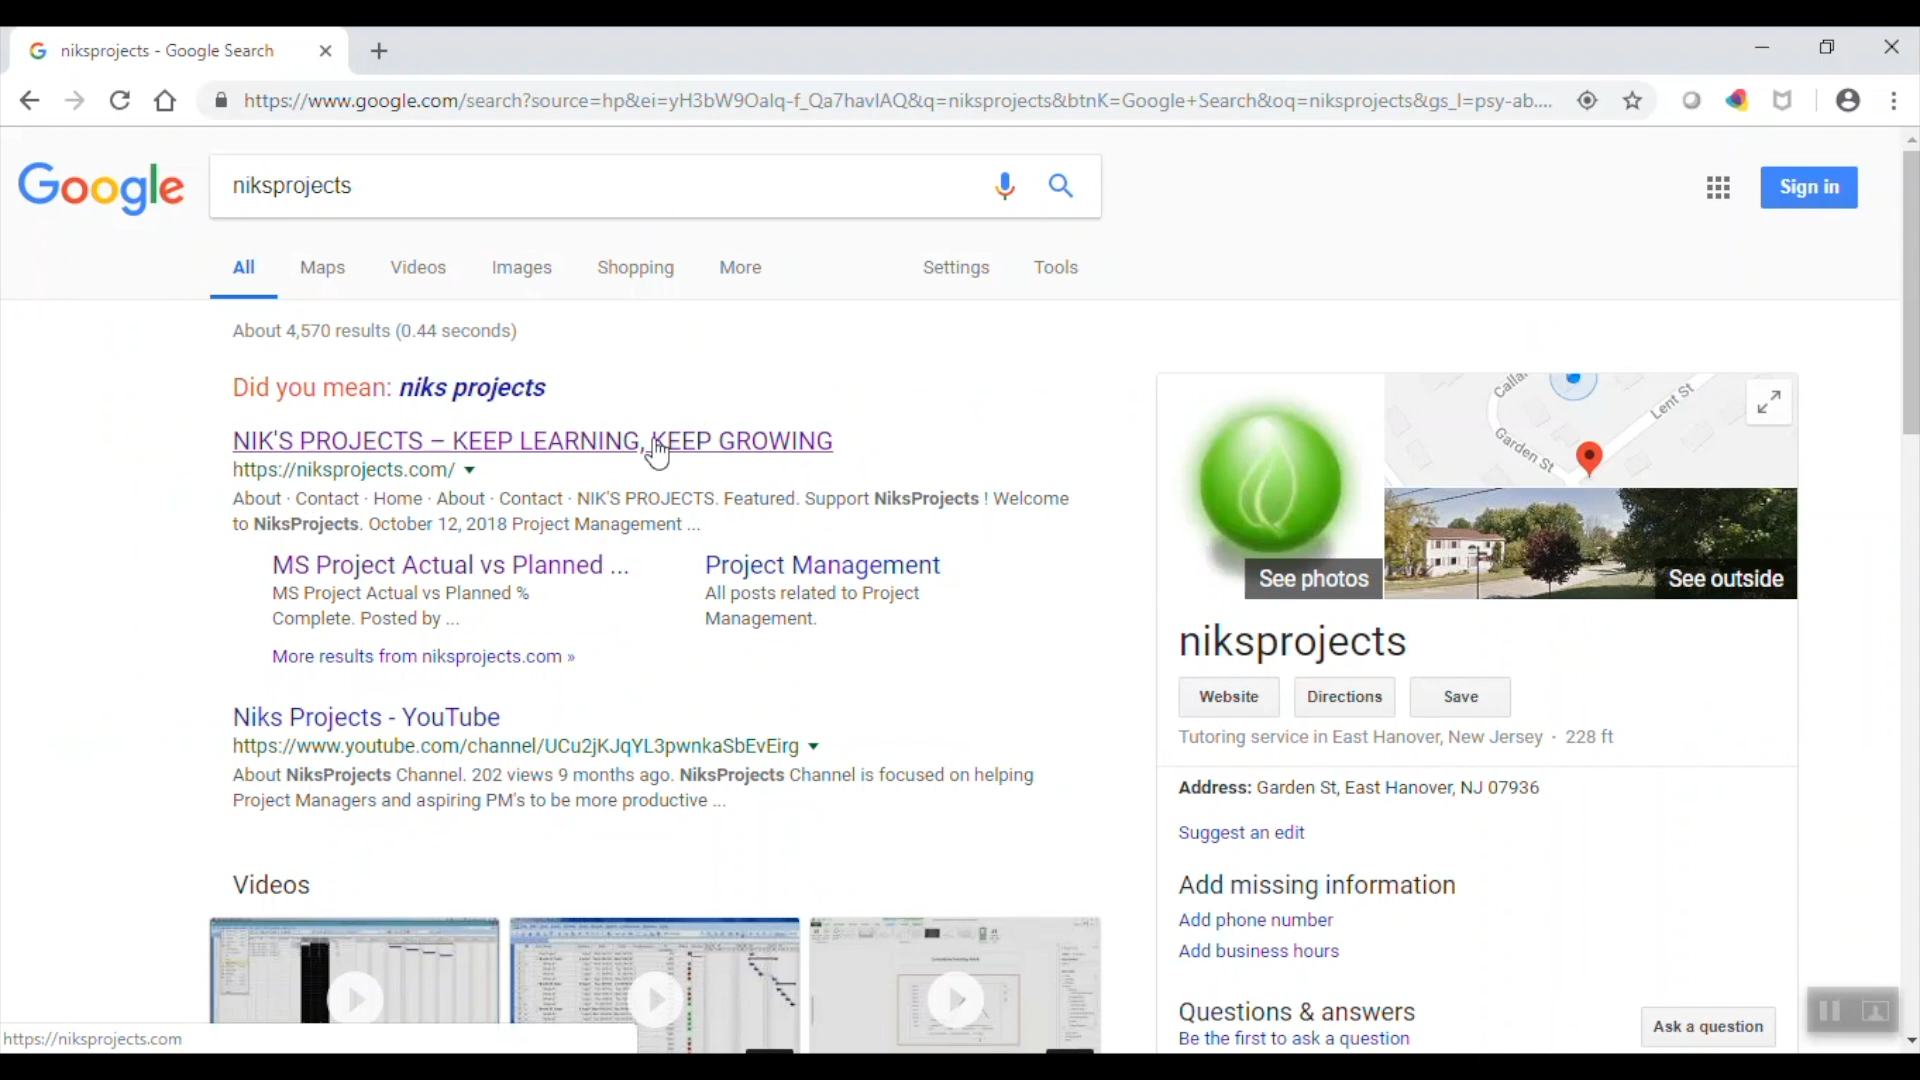 niksprojects - Google Search
https://www.google.com/search?source=hp&ei=yH3bW9OaIq-f_Qa7havIAQ&q=niksprojects&btnK=Google+Search&oq=niksprojects&gs_l=psy-ab....
Google
niksprojects
Sign in
All Maps Videos Images Shopping More Settings Tools
About 4,570 results (0.44 seconds)
Did you mean: niks projects
NIK'S PROJECTS – KEEP LEARNING, KEEP GROWING
https://niksprojects.com/
About · Contact · Home · About · Contact · NIK'S PROJECTS. Featured. Support NiksProjects ! Welcome
to NiksProjects. October 12, 2018 Project Management ...
MS Project Actual vs Planned ...
MS Project Actual vs Planned %
Complete. Posted by ...
Project Management
All posts related to Project
Management.
More results from niksprojects.com »
Niks Projects - YouTube
https://www.youtube.com/channel/UCu2jKJqYL3pwnkaSbEvEirg
About NiksProjects Channel. 202 views 9 months ago. NiksProjects Channel is focused on helping
Project Managers and aspiring PM's to be more productive ...
Videos
https://niksprojects.com
Lent St
Garden St
See photos
See outside
niksprojects
Website Directions Save
Tutoring service in East Hanover, New Jersey · 228 ft
Address: Garden St, East Hanover, NJ 07936
Suggest an edit
Add missing information
Add phone number
Add business hours
Questions & answers
Be the first to ask a question
Ask a question